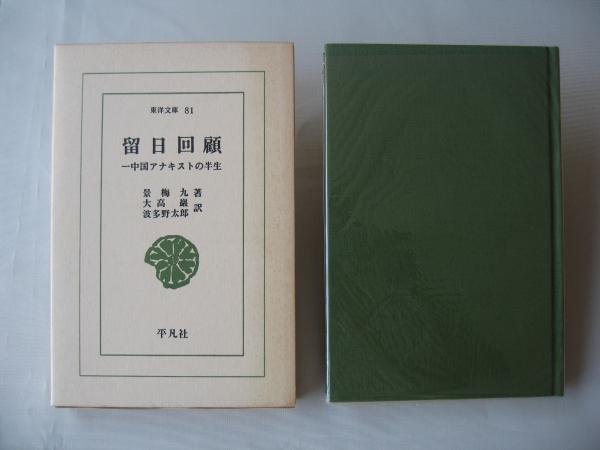 東洋文庫 81
留日回顧
一中国アナキストの半生
景梅九著
大高巌
波多野太郎訳
平凡社